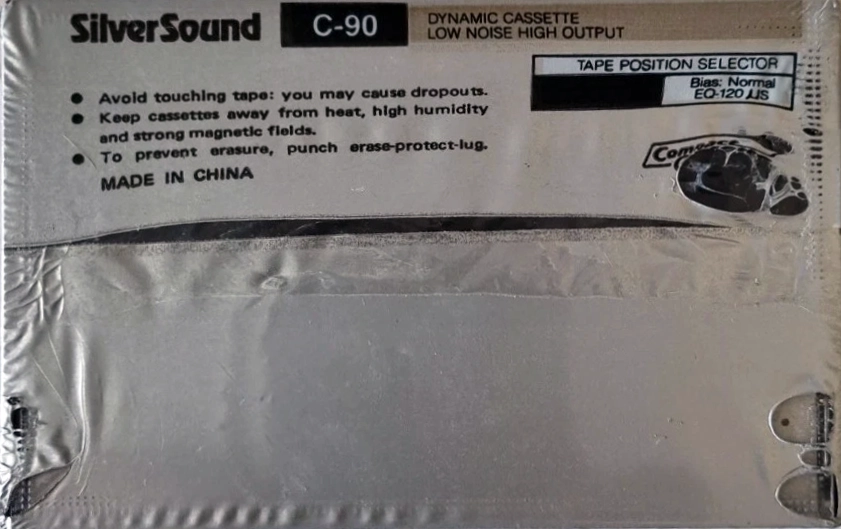 SilverSound
C-90
DYNAMIC CASSETTE
LOW NOISE HIGH OUTPUT
TAPE POSITION SELECTOR
Bias: Normal
EQ-120 µS
• Avoid touching tape: you may cause dropouts.
• Keep cassettes away from heat, high humidity
and strong magnetic fields.
• To prevent erasure, punch erase-protect-lug.
MADE IN CHINA